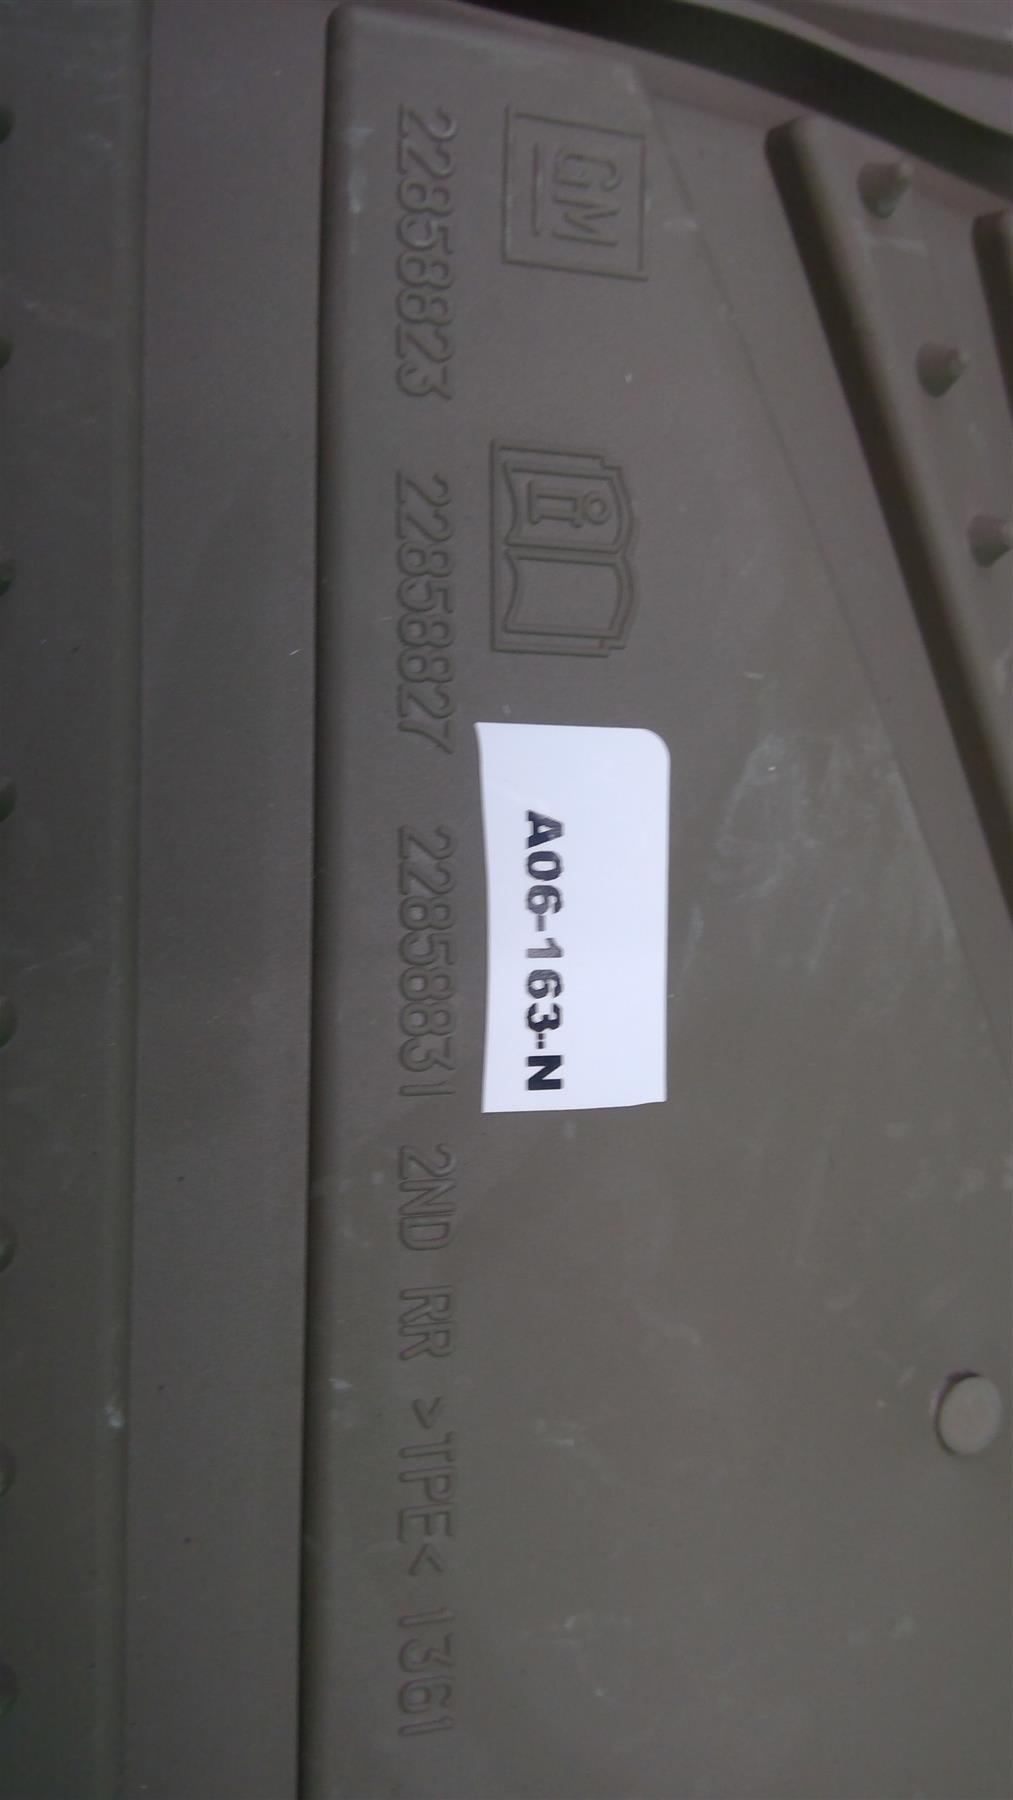 GM
i
A06-163-N
22858823 22858827 22858831 2ND RR >TPE< 1361